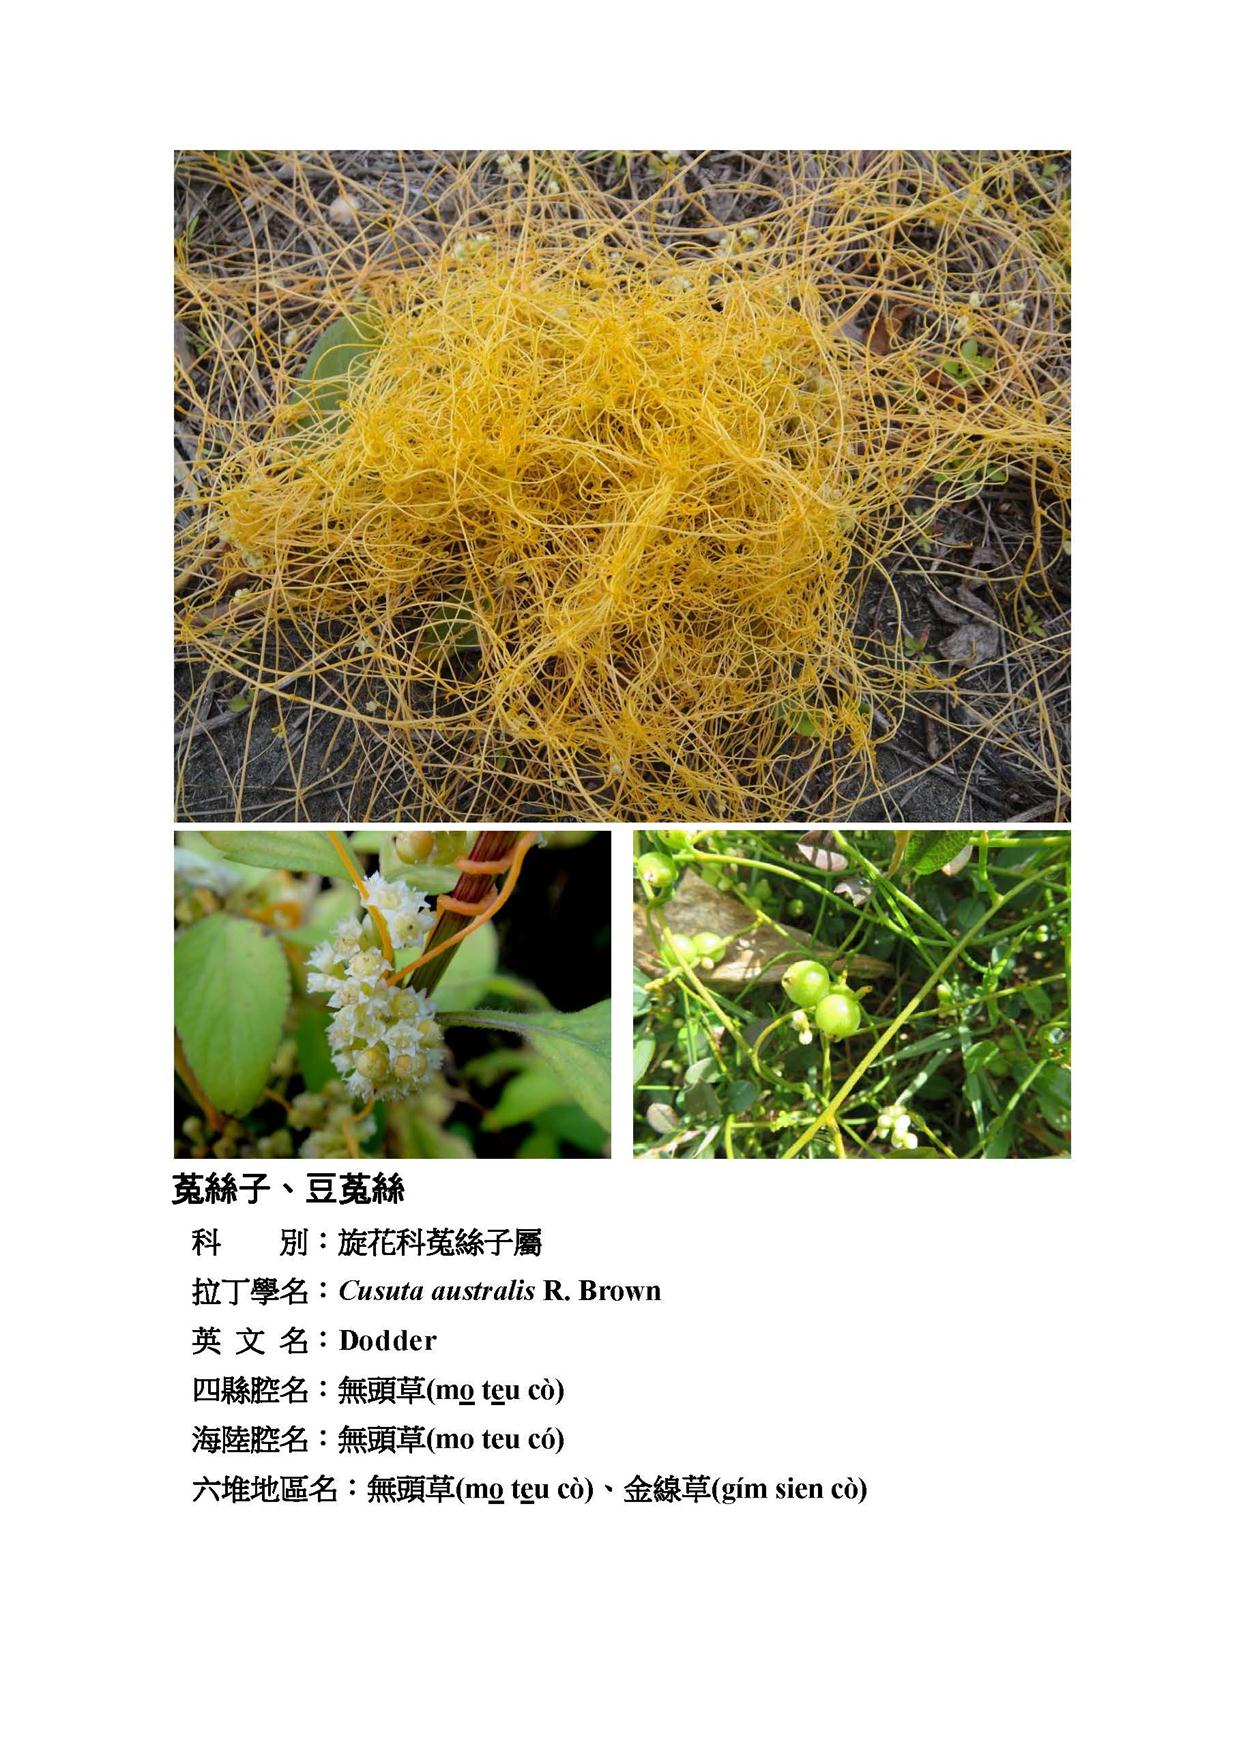 菟絲子、豆菟絲
科　　別：旋花科菟絲子屬
拉丁學名：Cusuta australis R. Brown
英 文 名：Dodder
四縣腔名：無頭草(mo̲ te̲u cò)
海陸腔名：無頭草(mo teu có)
六堆地區名：無頭草(mo̲ te̲u cò)、金線草(gím sien cò)